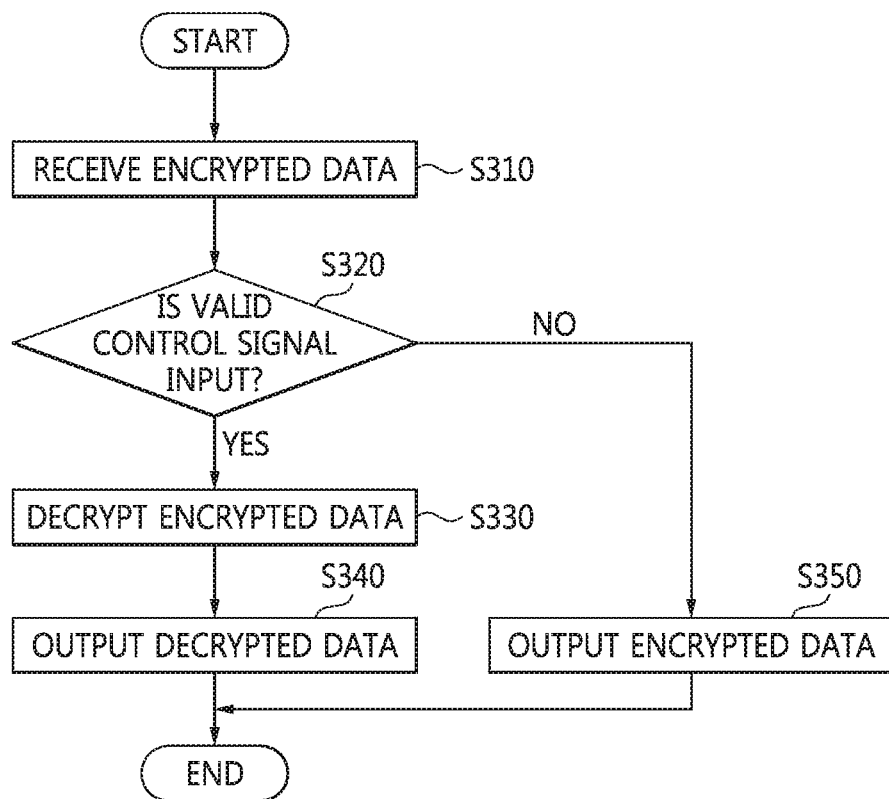 START
RECEIVE ENCRYPTED DATA
S310
S320
IS VALID
CONTROL SIGNAL
INPUT?
NO
YES
DECRYPT ENCRYPTED DATA
S330
S340
OUTPUT DECRYPTED DATA
S350
OUTPUT ENCRYPTED DATA
END